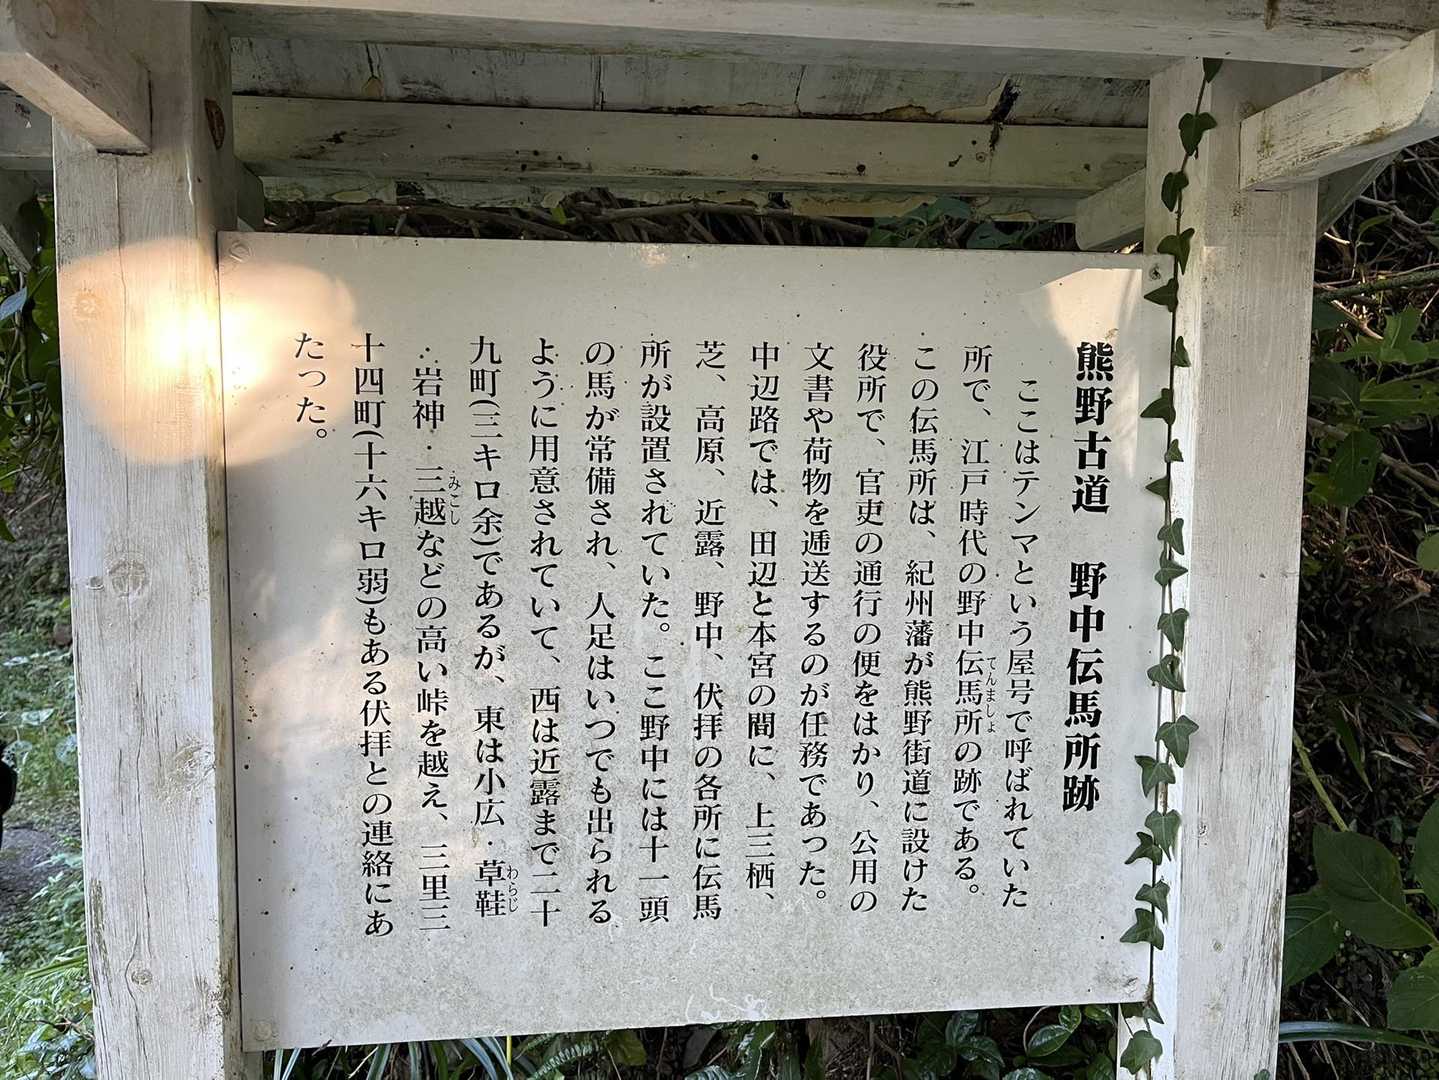 熊野古道　野中伝馬所跡
ここはテンマという屋号で呼ばれていた
所で、江戸時代の野中伝馬所の跡である。
てんましょ
この伝馬所は、紀州藩が熊野街道に設けた
役所で、官吏の通行の便をはかり、公用の
文書や荷物を逓送するのが任務であった。
中辺路では、田辺と本宮の間に、上三栖、
芝、高原、近露、野中、伏拝の各所に伝馬
所が設置されていた。ここ野中には十一頭
の馬が常備され、人足はいつでも出られる
ように用意されていて、西は近露まで二十
九町(三キロ余)であるが、東は小広・草鞋
わらじ
・岩神・三越などの高い峠を越え、三里三
みこし
十四町(十六キロ弱)もある伏拝との連絡にあ
たった。